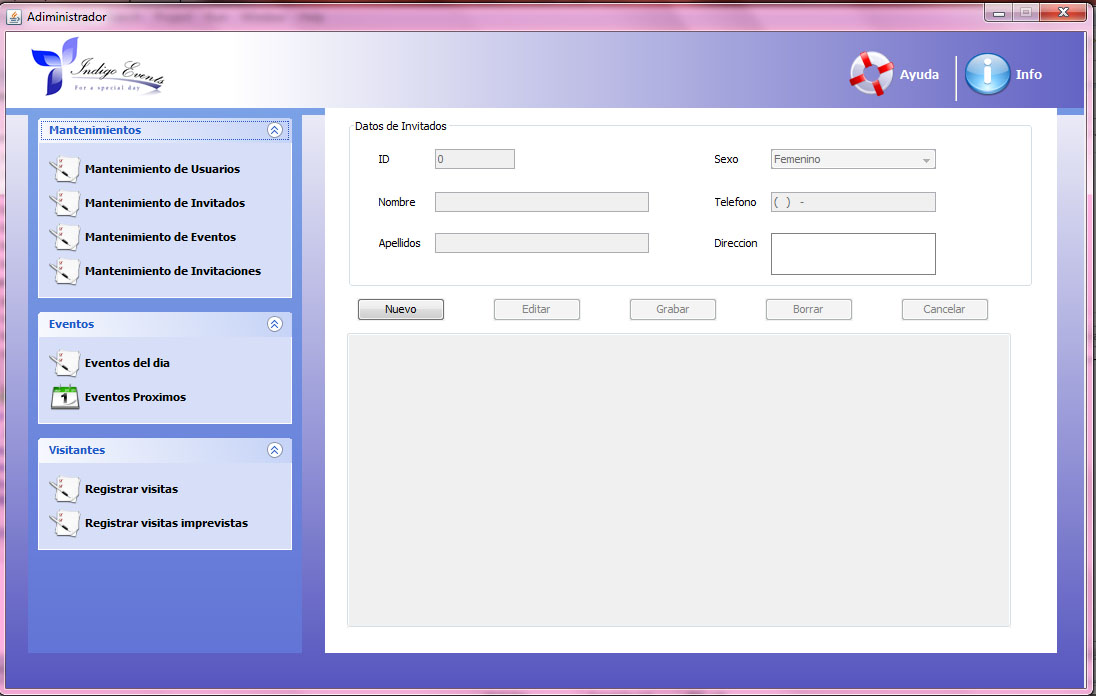 Adiministrador
Indigo Events
For a special day
Ayuda
Info
Mantenimientos
Mantenimiento de Usuarios
Mantenimiento de Invitados
Mantenimiento de Eventos
Mantenimiento de Invitaciones
Eventos
Eventos del dia
1
Eventos Proximos
Visitantes
Registrar visitas
Registrar visitas imprevistas
Datos de Invitados
ID 0 Sexo Femenino
Nombre Telefono ( ) -
Apellidos Direccion
Nuevo Editar Grabar Borrar Cancelar